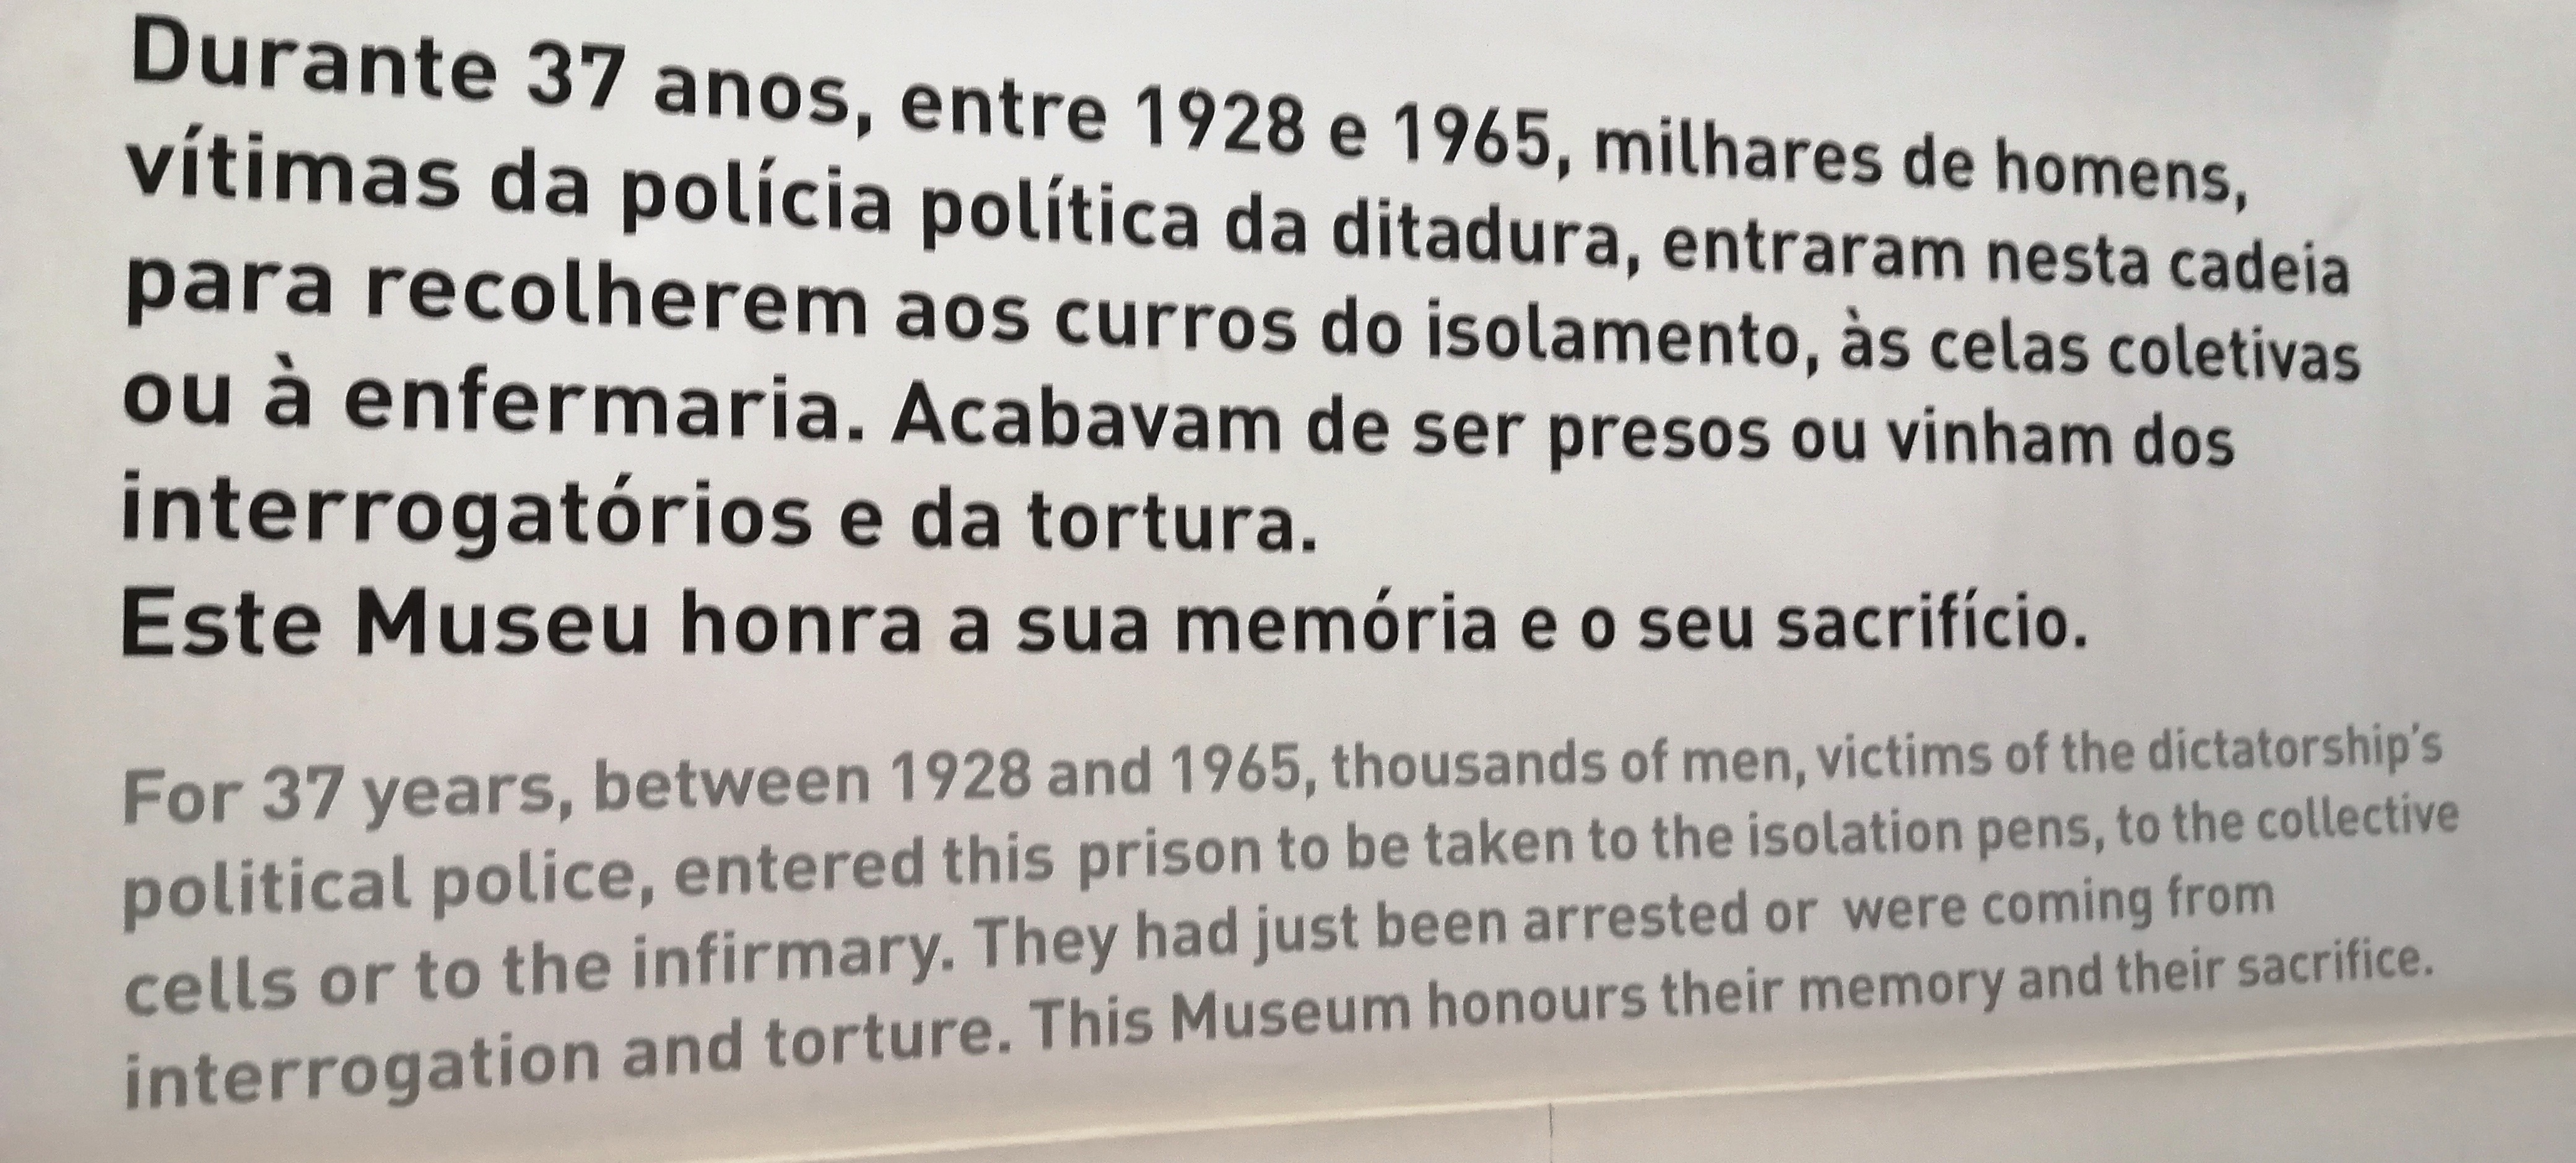 Durante 37 anos, entre 1928 e 1965, milhares de homens,
vítimas da polícia política da ditadura, entraram nesta cadeia
para recolherem aos curros do isolamento, às celas coletivas
ou à enfermaria. Acabavam de ser presos ou vinham dos
interrogatórios e da tortura.
Este Museu honra a sua memória e o seu sacrifício.
For 37 years, between 1928 and 1965, thousands of men, victims of the dictatorship's
political police, entered this prison to be taken to the isolation pens, to the collective
cells or to the infirmary. They had just been arrested or were coming from
interrogation and torture. This Museum honours their memory and their sacrifice.